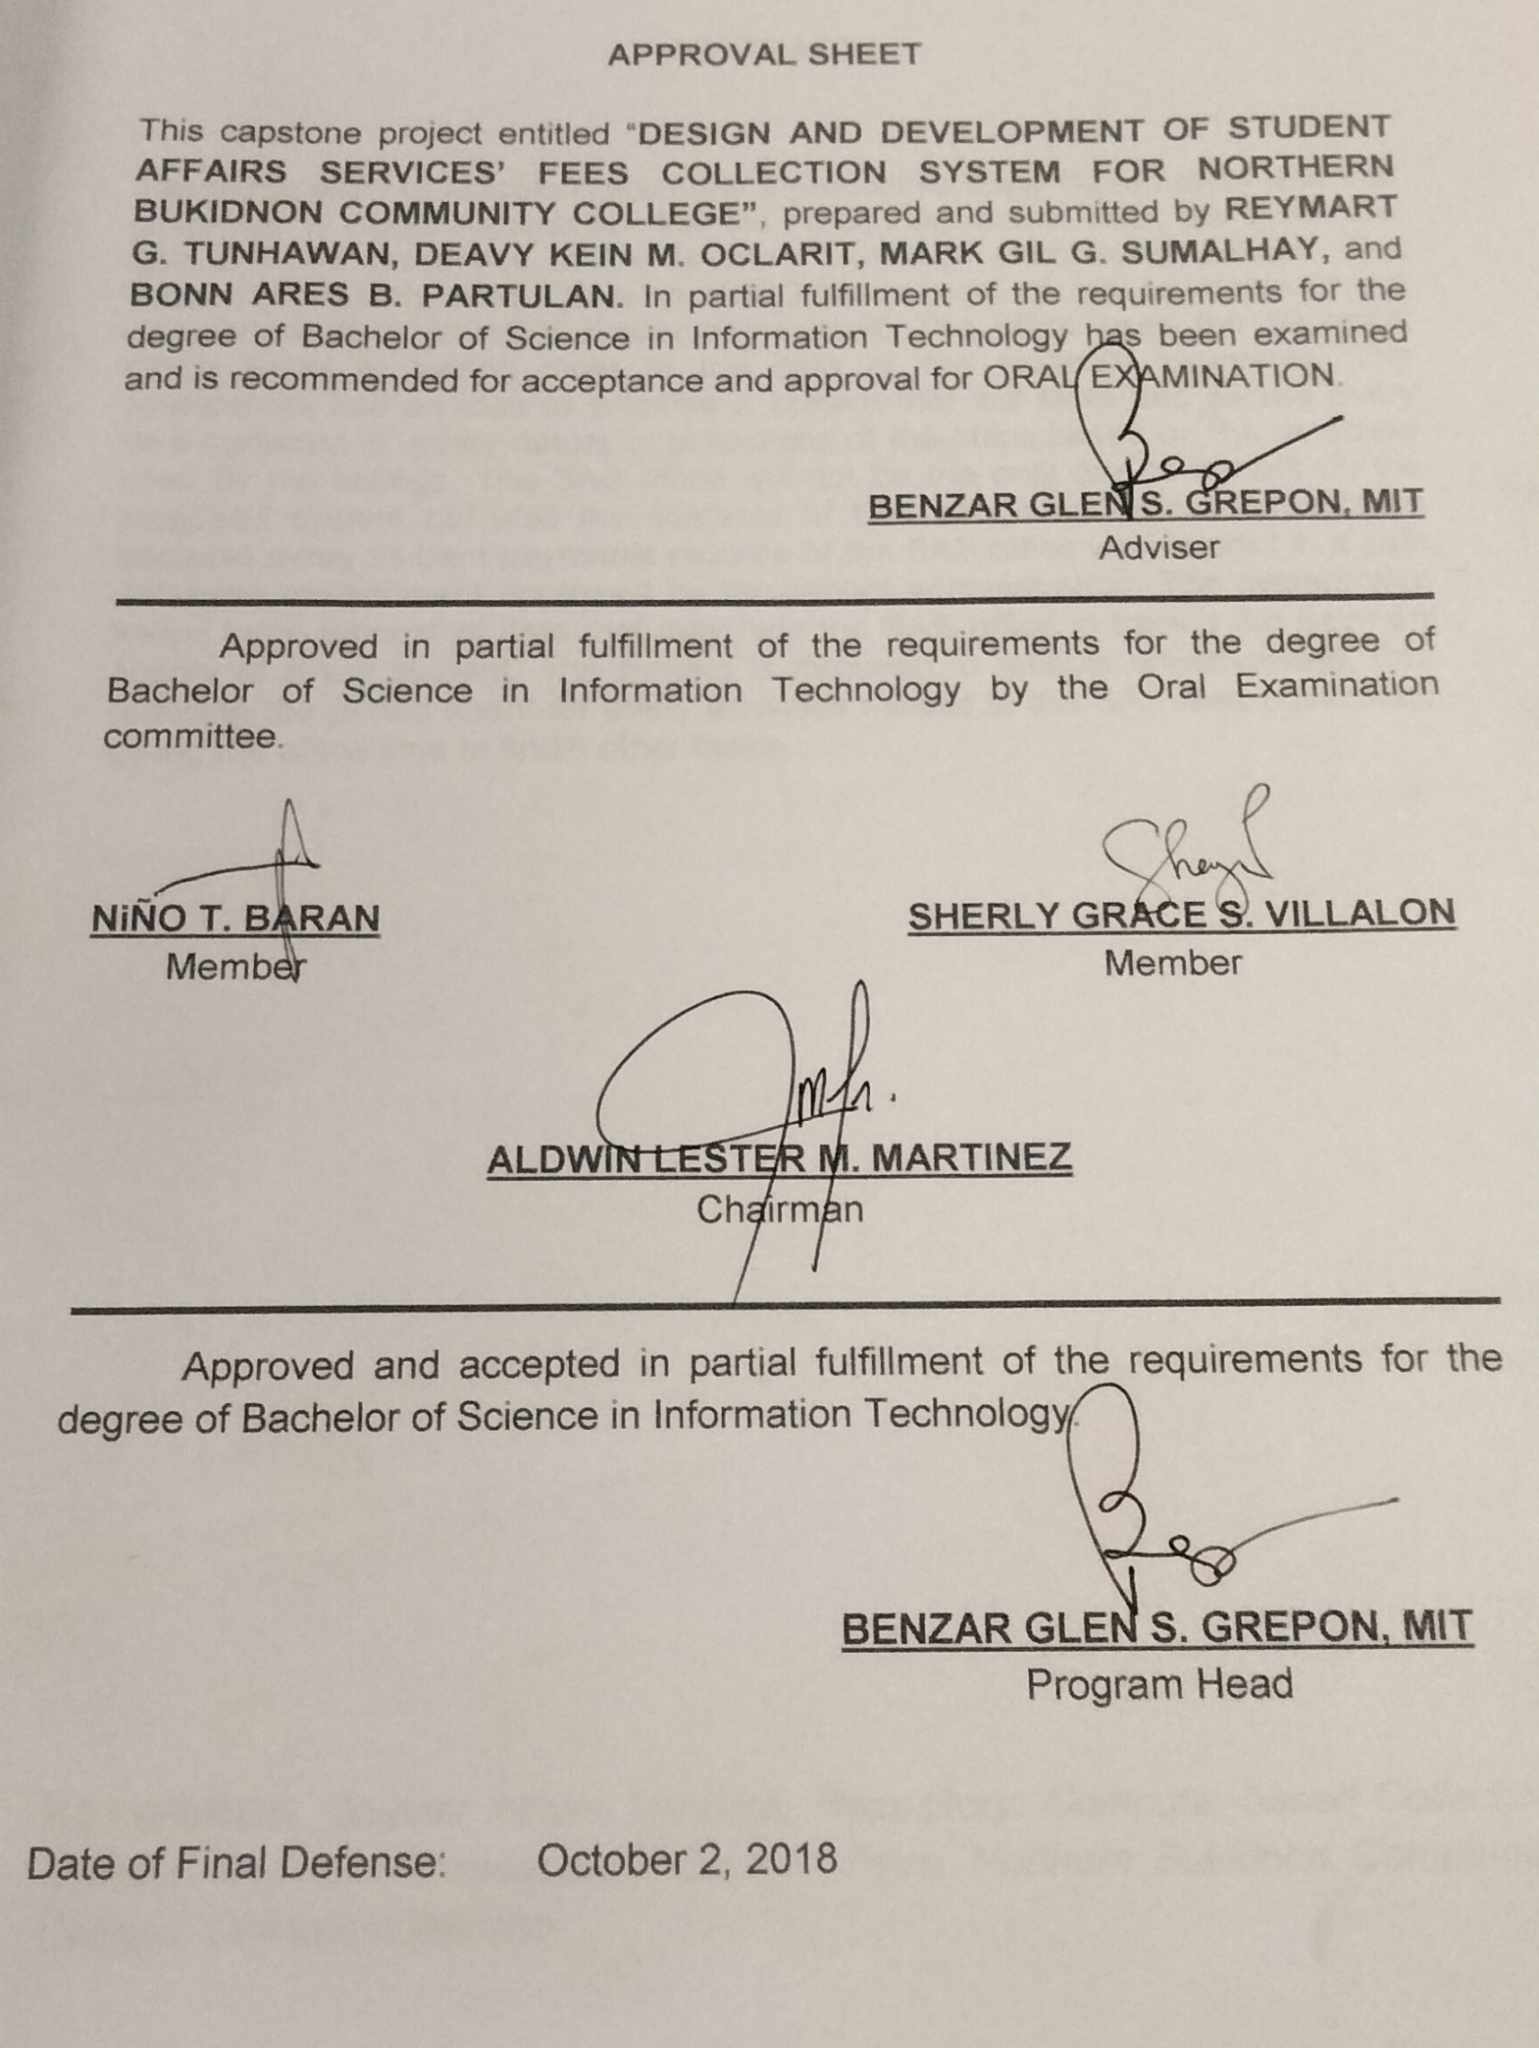 APPROVAL SHEET
This capstone project entitled “DESIGN AND DEVELOPMENT OF STUDENT
AFFAIRS SERVICES’ FEES COLLECTION SYSTEM FOR NORTHERN
BUKIDNON COMMUNITY COLLEGE”, prepared and submitted by REYMART
G. TUNHAWAN, DEAVY KEIN M. OCLARIT, MARK GIL G. SUMALHAY, and
BONN ARES B. PARTULAN. In partial fulfillment of the requirements for the
degree of Bachelor of Science in Information Technology has been examined
and is recommended for acceptance and approval for ORAL EXAMINATION.
BENZAR GLEN S. GREPON, MIT
Adviser
Approved in partial fulfillment of the requirements for the degree of
Bachelor of Science in Information Technology by the Oral Examination
committee.
NiÑO T. BARAN
Member
SHERLY GRACE S. VILLALON
Member
ALDWIN LESTER M. MARTINEZ
Chairman
Approved and accepted in partial fulfillment of the requirements for the
degree of Bachelor of Science in Information Technology.
BENZAR GLEN S. GREPON, MIT
Program Head
Date of Final Defense: October 2, 2018